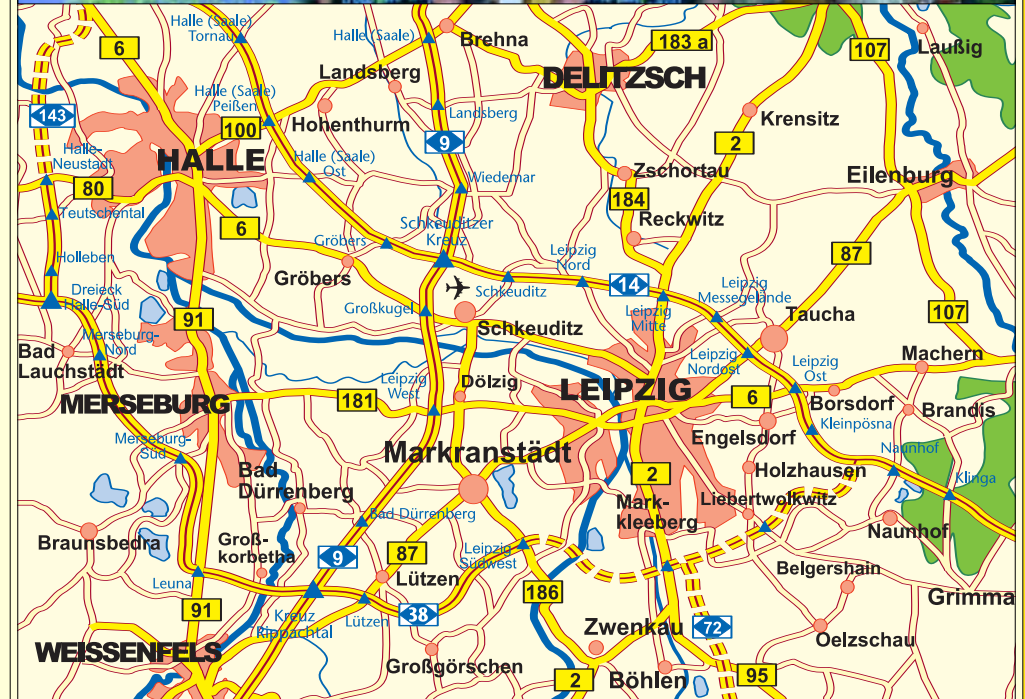 Halle (Saale)
Tornau
6
Halle (Saale)
Brehna
183 a
107
Laußig
Landsberg
DELITZSCH
Halle (Saale)
Peißen
143
Hohenthurm
Landsberg
Krensitz
100
9
2
Halle-
Neustadt
HALLE
Halle (Saale)
Ost
Wiedemar
Zschortau
Eilenburg
80
184
Teutschental
6
Schkeuditzer
Kreuz
Reckwitz
Gröbers
Leipzig
Nord
87
Holleben
Gröbers
14
Leipzig
Messegelände
Dreieck
Halle-Süd
Schkeuditz
Großkugel
Leipzig
Mitte
Taucha
107
91
Schkeuditz
Merseburg-
Nord
Bad
Lauchstädt
Leipzig
Nordost
Leipzig
Ost
Machern
Leipzig
West
Dölzig
LEIPZIG
MERSEBURG
181
6
Borsdorf
Brandis
Kleinpösna
Engelsdorf
Merseburg-
Süd
Markranstädt
Naunhof
Bad
Dürrenberg
2
Holzhausen
Klinga
Mark-
kleeberg
Liebertwolkwitz
Bad Dürrenberg
Naunhof
Braunsbedra
Groß-
korbetha
9
87
Leipzig
Südwest
Belgershain
Leuna
Lützen
186
Grimma
91
Kreuz
Rippachtal
Lützen
38
Zwenkau
72
Oelzschau
WEISSENFELS
Großgörschen
2
Böhlen
95